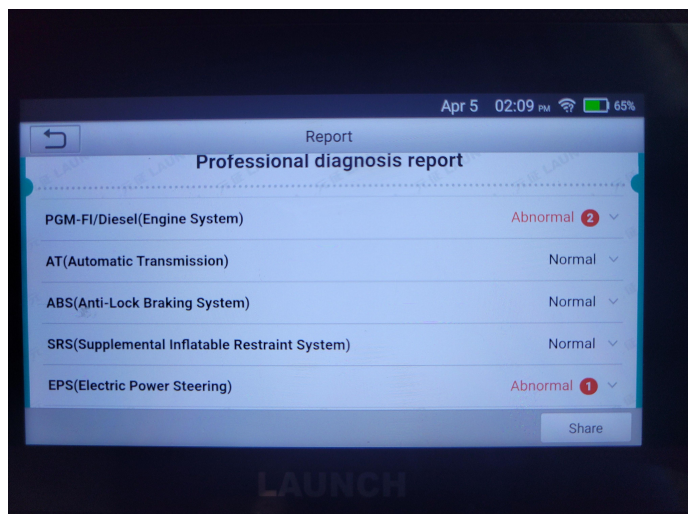 Apr 5 02:09 PM 65%
Report
Professional diagnosis report
PGM-FI/Diesel(Engine System) Abnormal 2
AT(Automatic Transmission) Normal
ABS(Anti-Lock Braking System) Normal
SRS(Supplemental Inflatable Restraint System) Normal
EPS(Electric Power Steering) Abnormal 1
Share
LAUNCH